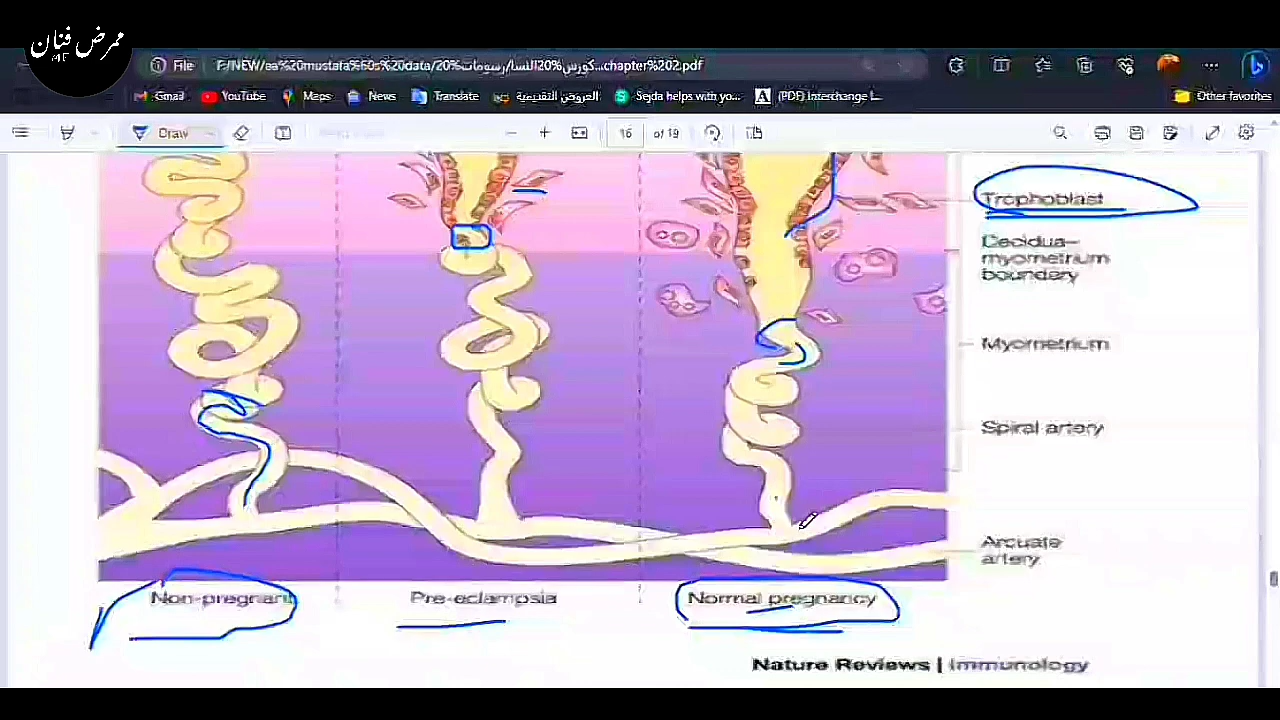 ممرض فنان
File
F:/NEW/ea%20mustafa%60s%20data/20%رسومات/النسا%20كورس...chapter%202.pdf
Gmail
YouTube
Maps
News
Translate
العروض التقديمية
Sejda helps with yo...
(PDF) Interchange I...
Other favorites
Draw
16
of 19
Trophoblast
Decidua–
myometrium
boundary
Myometrium
Spiral artery
Arcuate
artery
Non-pregnant
Pre-eclampsia
Normal pregnancy
Nature Reviews | Immunology